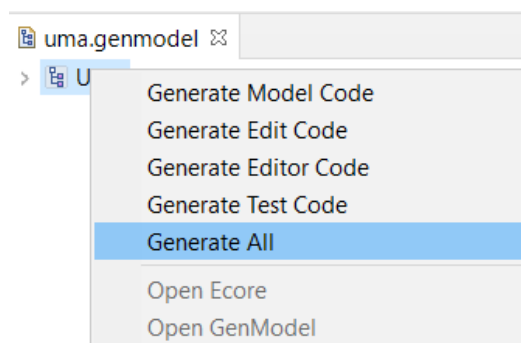 uma.genmodel
U
Generate Model Code
Generate Edit Code
Generate Editor Code
Generate Test Code
Generate All
Open Ecore
Open GenModel